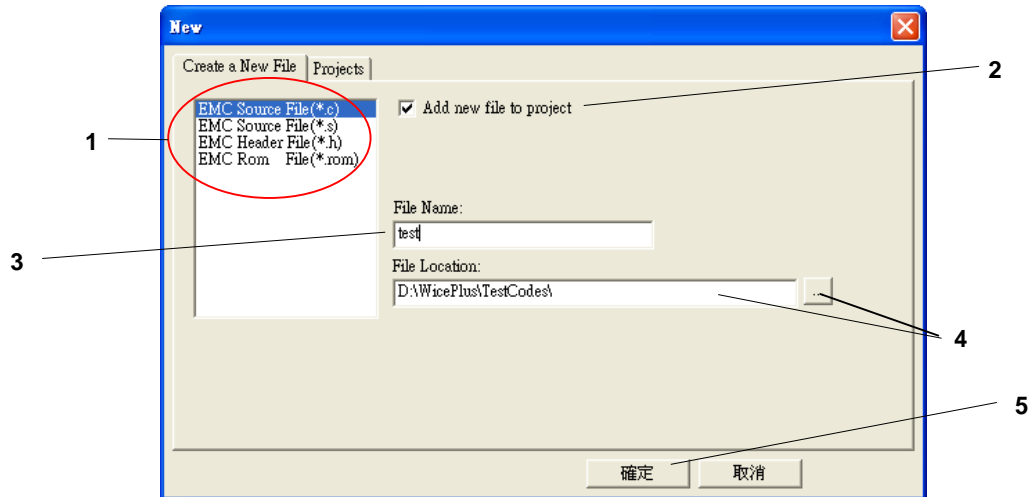 New
Create a New File
Projects
2
EMC Source File(*.c)
Add new file to project
EMC Source File(*.s)
1
EMC Header File(*.h)
EMC Rom File(*.rom)
File Name:
test
3
File Location:
D:\WicePlus\TestCodes\
...
4
5
確定
取消